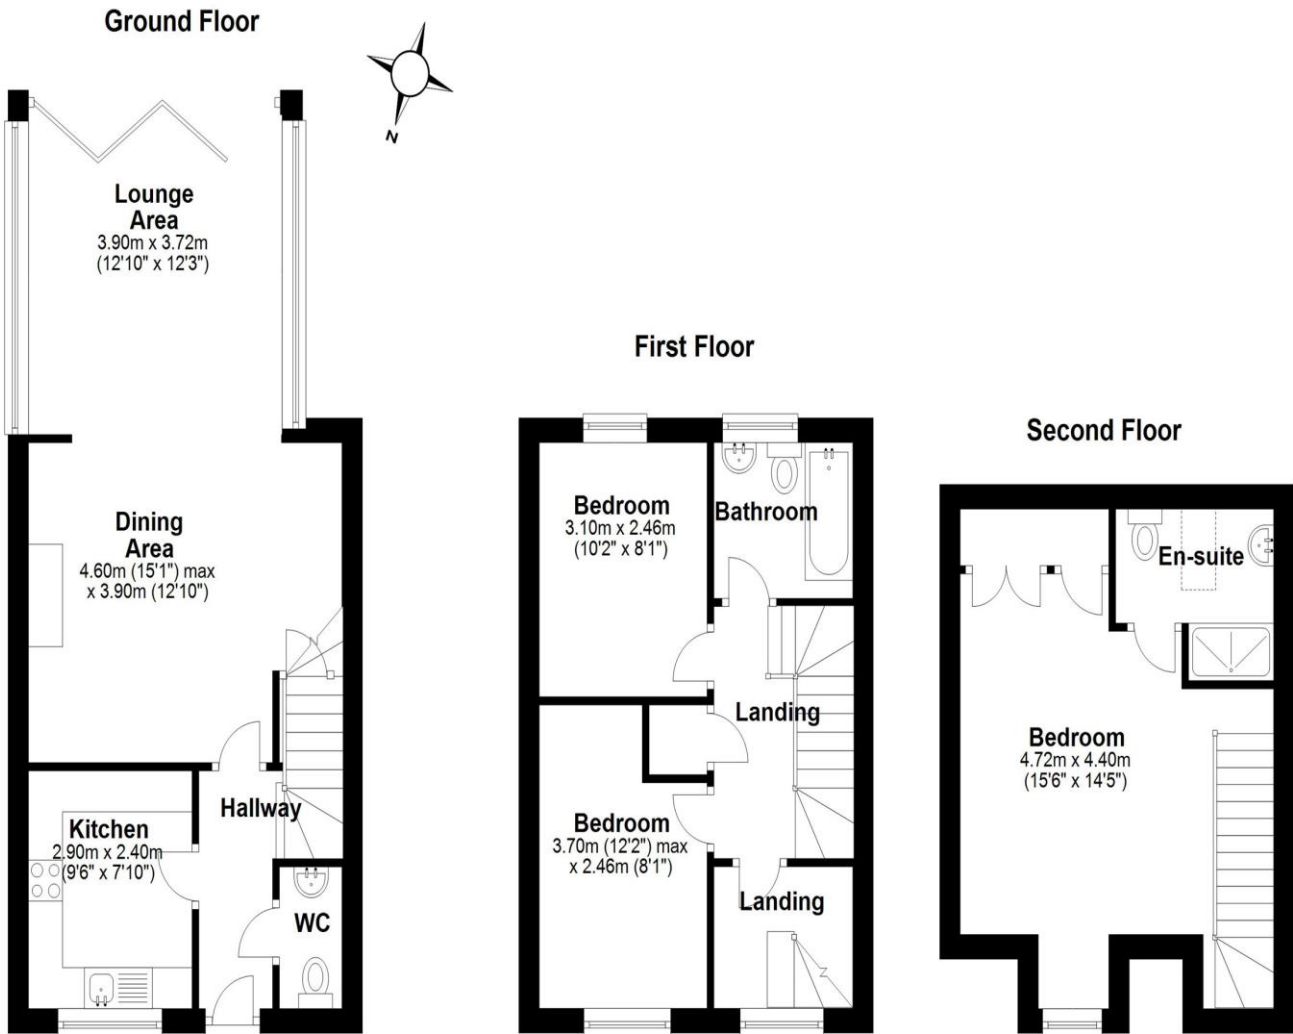 Ground Floor
N
Lounge
Area
3.90m x 3.72m
(12'10" x 12'3")
Dining
Area
4.60m (15'1") max
x 3.90m (12'10")
Hallway
Kitchen
2.90m x 2.40m
(9'6" x 7'10")
WC
First Floor
Bedroom
3.10m x 2.46m
(10'2" x 8'1")
Bathroom
Landing
Bedroom
3.70m (12'2") max
x 2.46m (8'1")
Landing
Second Floor
En-suite
Bedroom
4.72m x 4.40m
(15'6" x 14'5")